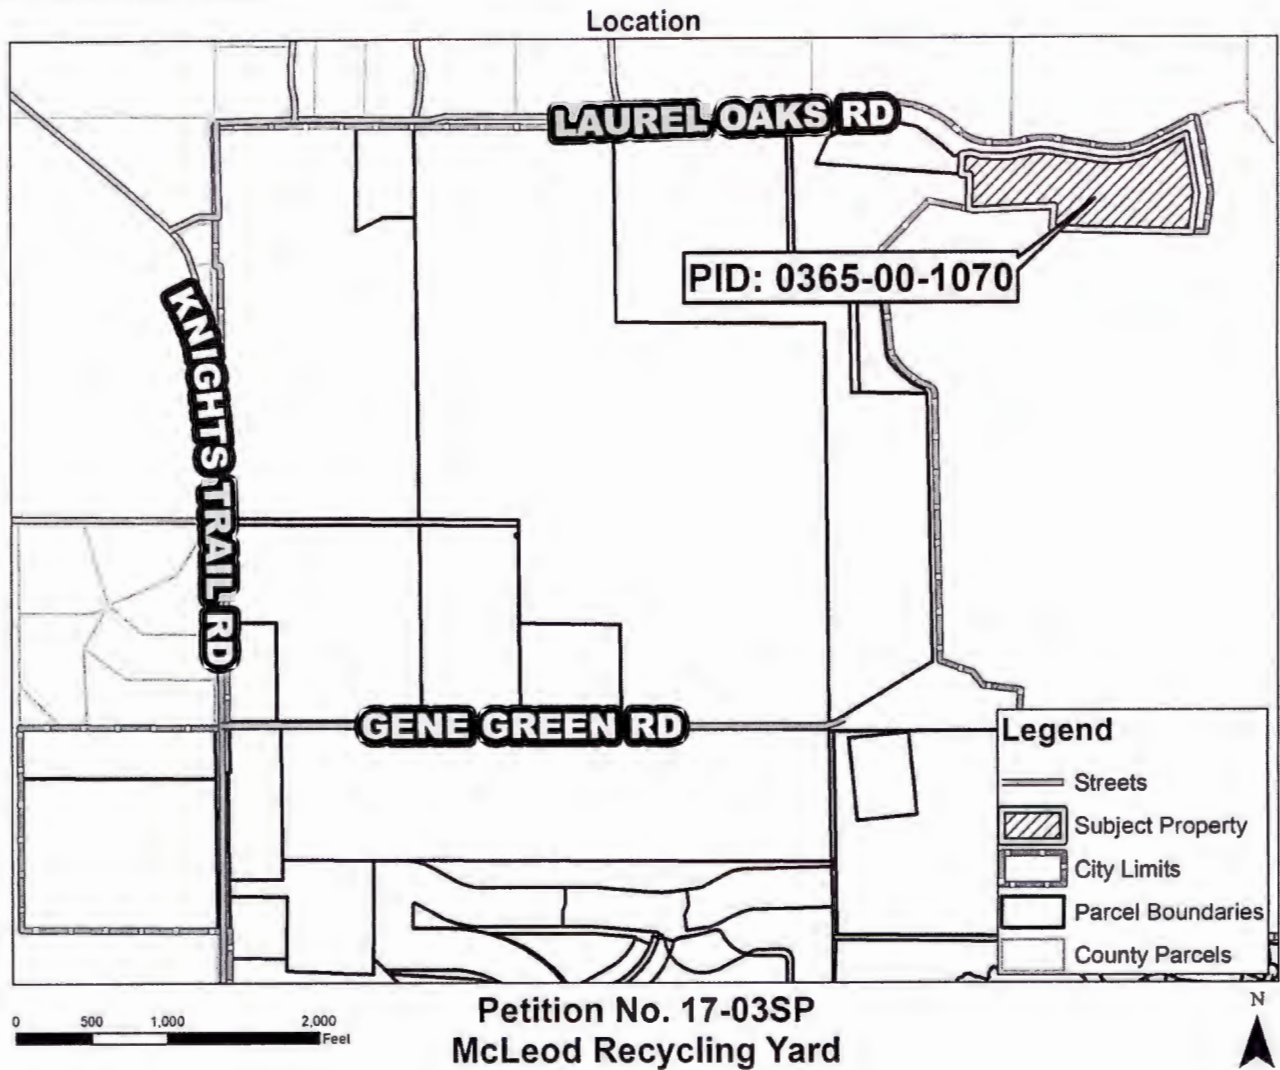 Location
LAUREL OAKS RD
PID: 0365-00-1070
KNIGHTS TRAIL RD
GENE GREEN RD
Legend
Streets
Subject Property
City Limits
Parcel Boundaries
County Parcels
0 500 1,000 2,000
Feet
Petition No. 17-03SP
McLeod Recycling Yard
N